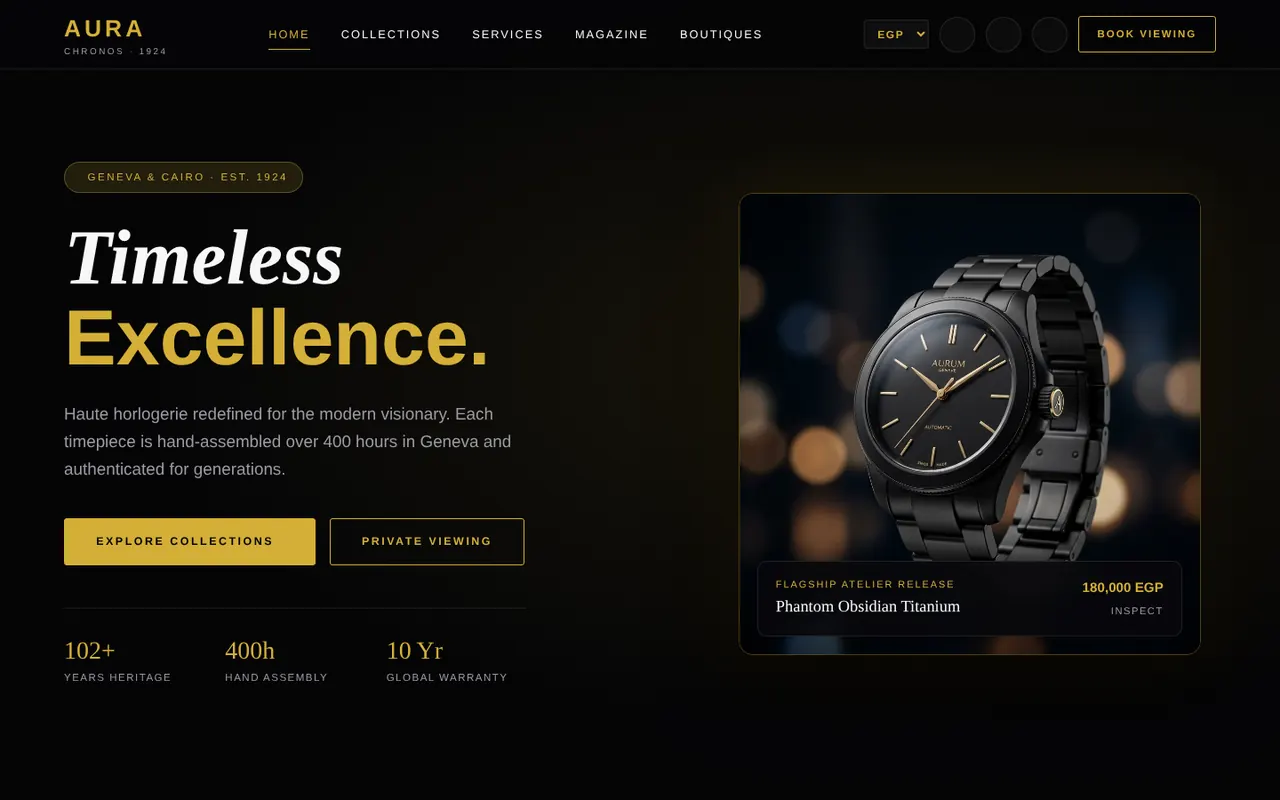 AURA
CHRONOS · 1924
HOME
COLLECTIONS
SERVICES
MAGAZINE
BOUTIQUES
EGP
BOOK VIEWING
GENEVA & CAIRO · EST. 1924
Timeless
Excellence.
Haute horlogerie redefined for the modern visionary. Each
timepiece is hand-assembled over 400 hours in Geneva and
authenticated for generations.
EXPLORE COLLECTIONS
PRIVATE VIEWING
102+
YEARS HERITAGE
400h
HAND ASSEMBLY
10 Yr
GLOBAL WARRANTY
AURUM
GENÈVE
AUTOMATIC
SWISS MADE
FLAGSHIP ATELIER RELEASE
Phantom Obsidian Titanium
180,000 EGP
INSPECT